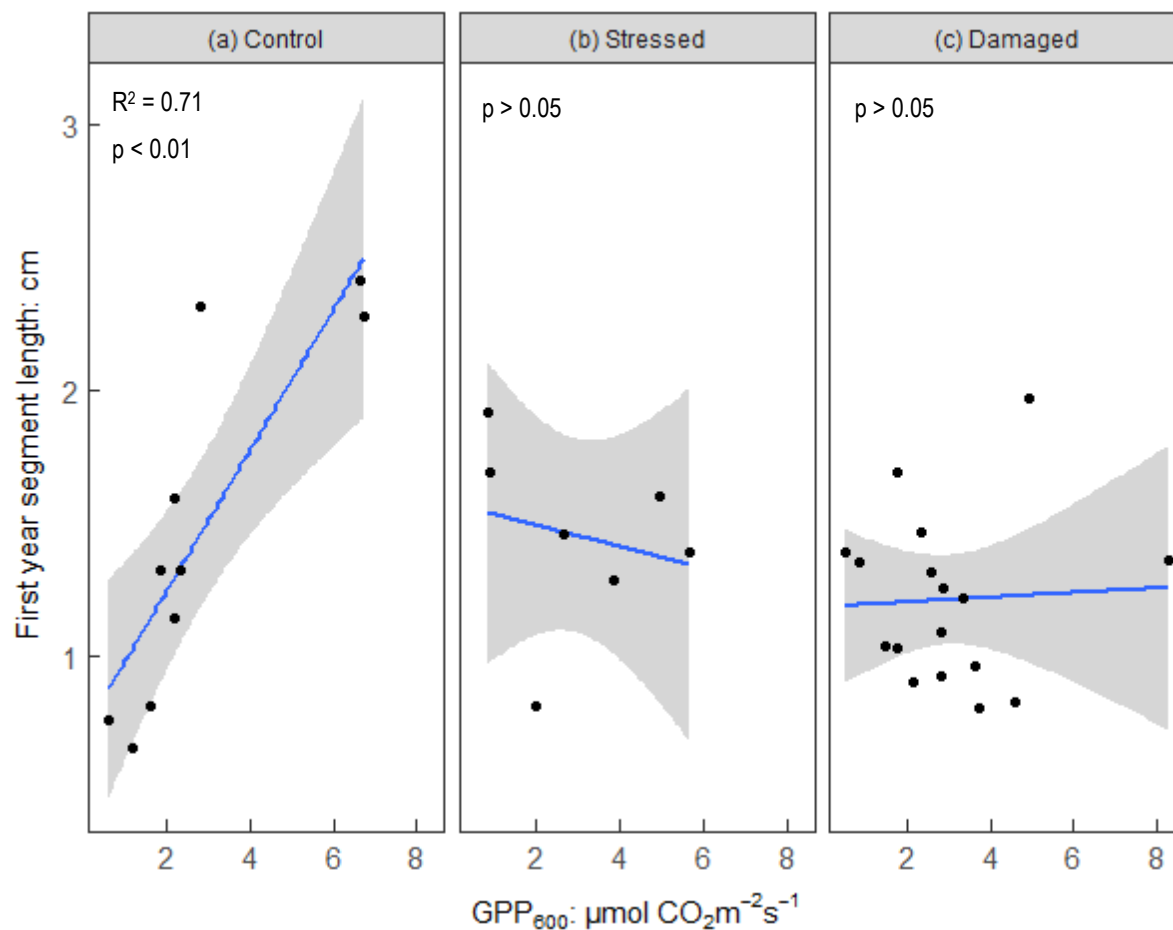 (a) Control
(b) Stressed
(c) Damaged
R² = 0.71
p < 0.01
p > 0.05
p > 0.05
3
2
1
First year segment length: cm
2 4 6 8
2 4 6 8
2 4 6 8
GPP₆₀₀: μmol CO₂m⁻²s⁻¹